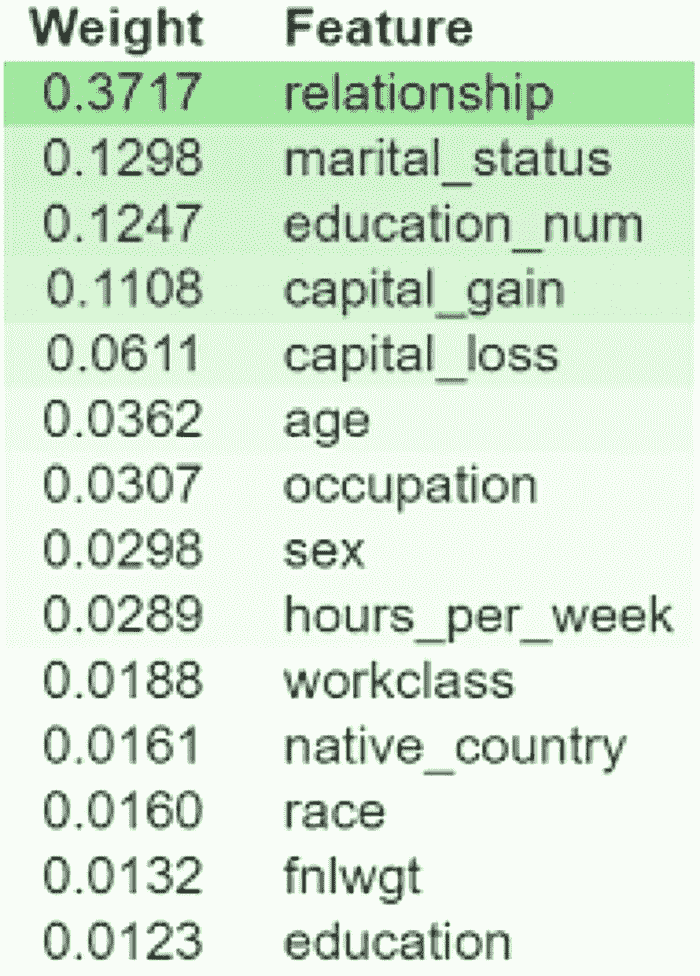 Weight Feature
0.3717 relationship
0.1298 marital_status
0.1247 education_num
0.1108 capital_gain
0.0611 capital_loss
0.0362 age
0.0307 occupation
0.0298 sex
0.0289 hours_per_week
0.0188 workclass
0.0161 native_country
0.0160 race
0.0132 fnlwgt
0.0123 education